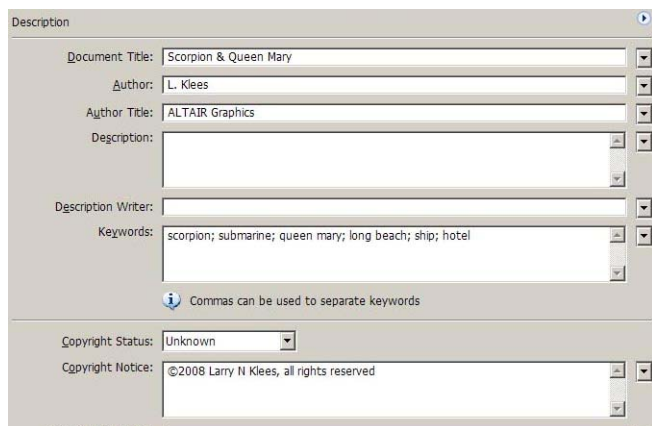 Description
Document Title: Scorpion & Queen Mary
Author: L. Klees
Author Title: ALTAIR Graphics
Description:
Description Writer:
Keywords: scorpion; submarine; queen mary; long beach; ship; hotel
Commas can be used to separate keywords
Copyright Status: Unknown
Copyright Notice: ©2008 Larry N Klees, all rights reserved